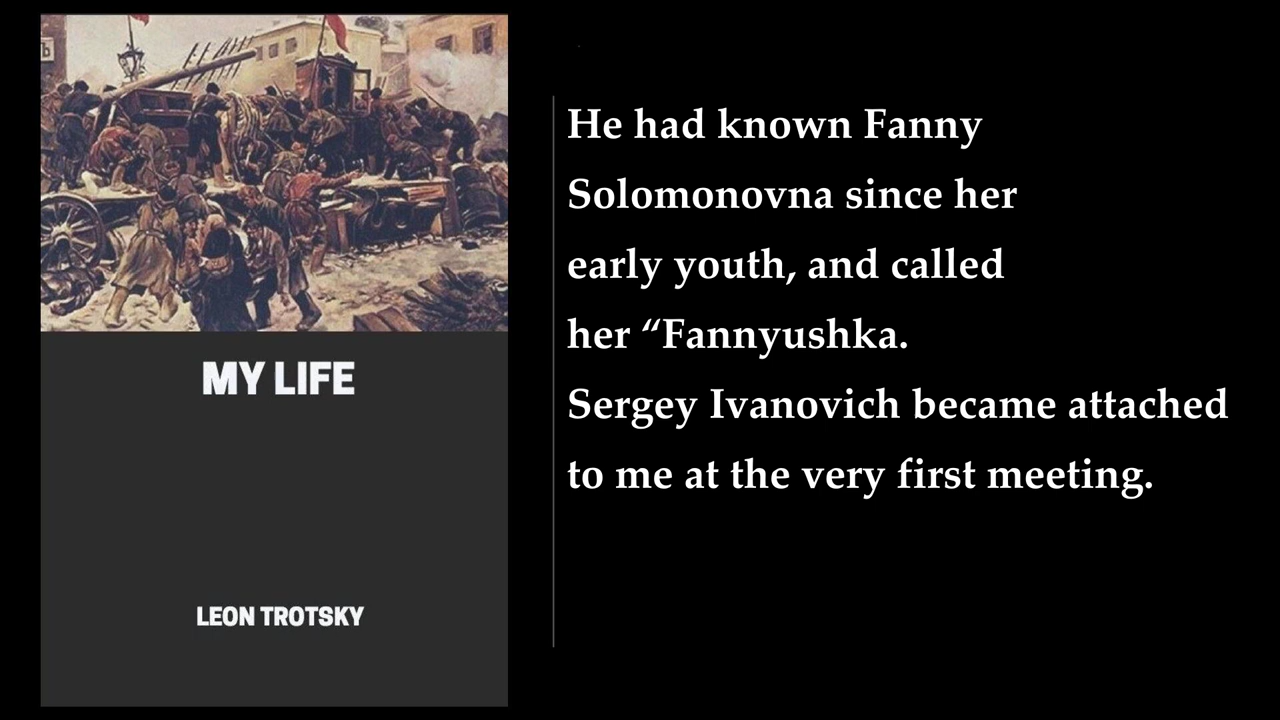 MY LIFE
LEON TROTSKY
He had known Fanny
Solomonovna since her
early youth, and called
her “Fannyushka.
Sergey Ivanovich became attached
to me at the very first meeting.